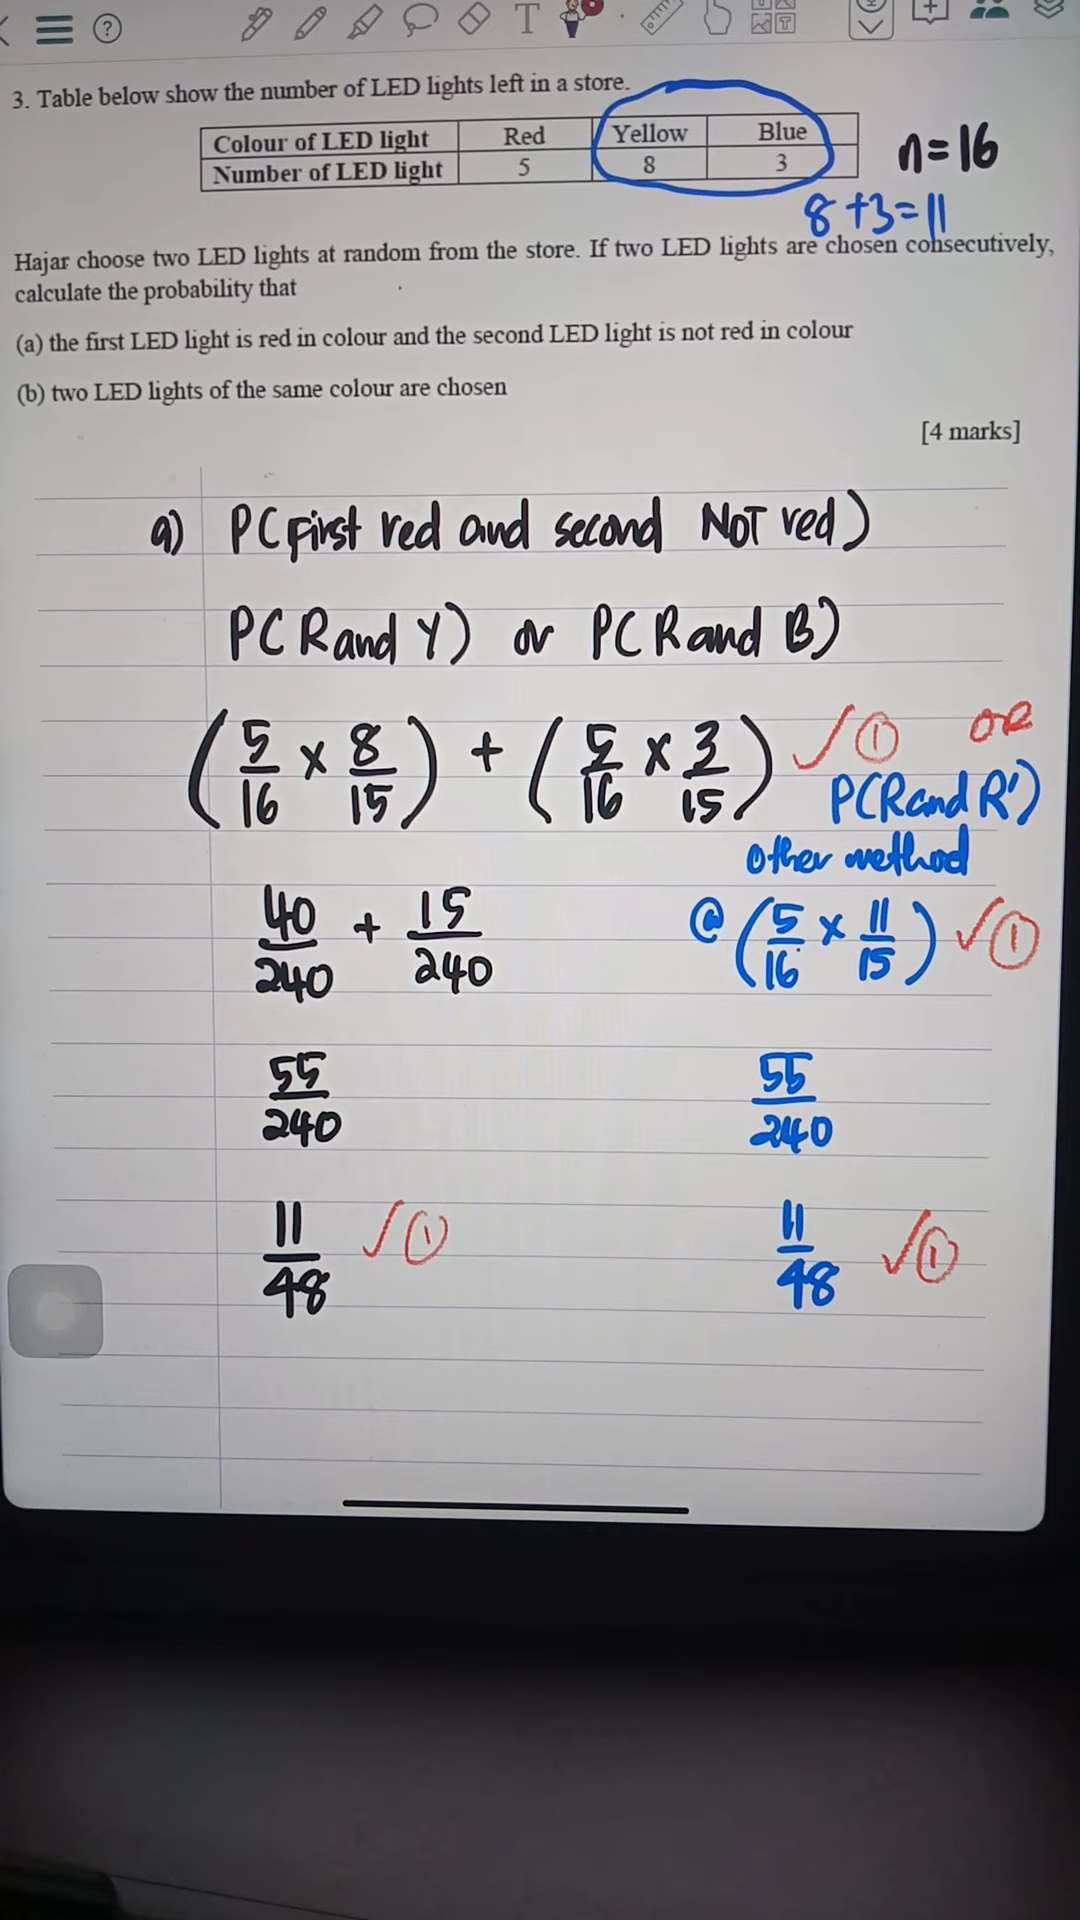 T
3. Table below show the number of LED lights left in a store.
Colour of LED light Red Yellow Blue
Number of LED light 5 8 3
n=16
8+3=11
Hajar choose two LED lights at random from the store. If two LED lights are chosen consecutively,
calculate the probability that
(a) the first LED light is red in colour and the second LED light is not red in colour
(b) two LED lights of the same colour are chosen
[4 marks]
a) P(first red and second NOT red)
P(R and Y) or P(R and B)
(5/16 x 8/15) + (5/16 x 3/15) ✓① OR
P(R and R')
other method
40/240 + 15/240 @ (5/16 x 11/15) ✓①
55/240 55/240
11/48 ✓① 11/48 ✓①